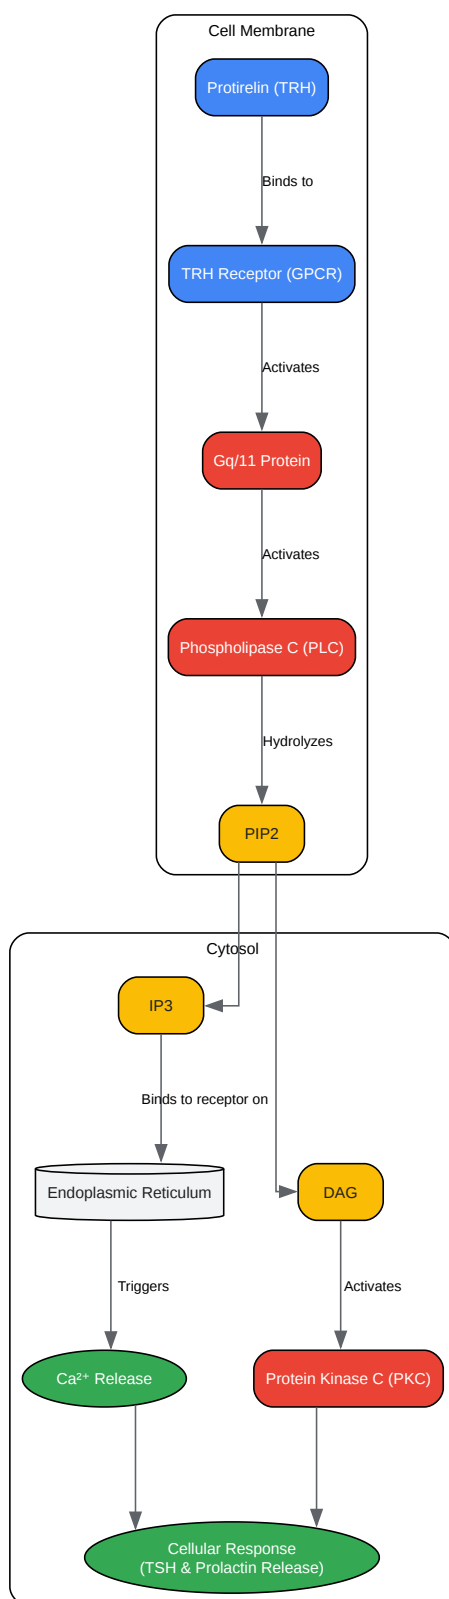 Cell Membrane
Protirelin (TRH)
Binds to
TRH Receptor (GPCR)
Activates
Gq/11 Protein
Activates
Phospholipase C (PLC)
Hydrolyzes
PIP2
Cytosol
IP3
Binds to receptor on
Endoplasmic Reticulum
DAG
Triggers
Activates
Ca²⁺ Release
Protein Kinase C (PKC)
Cellular Response
(TSH & Prolactin Release)